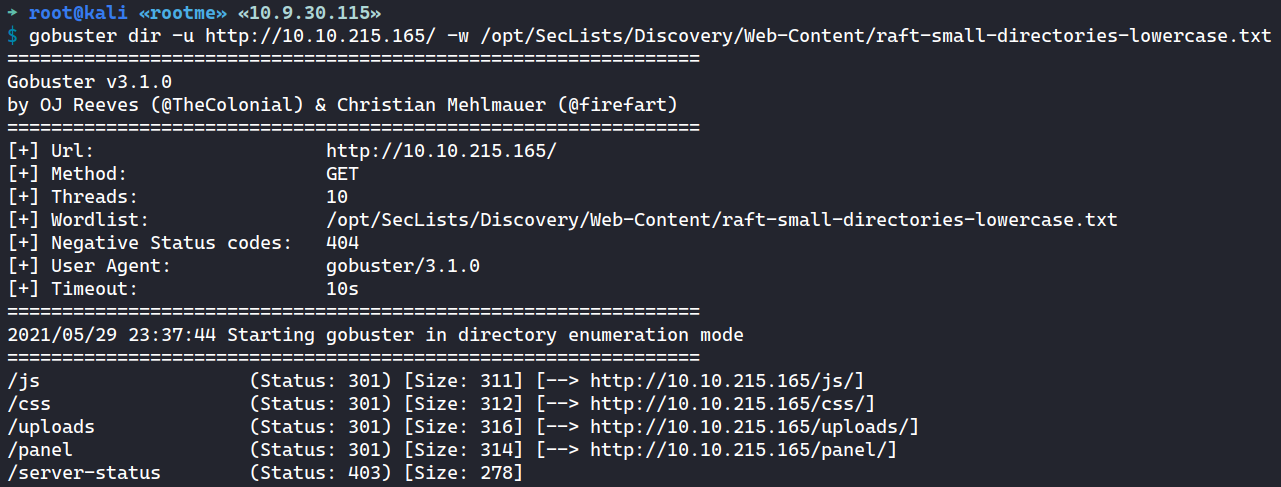 ➜ root@kali «rootme» «10.9.30.115»
$ gobuster dir -u http://10.10.215.165/ -w /opt/SecLists/Discovery/Web-Content/raft-small-directories-lowercase.txt
===============================================================
Gobuster v3.1.0
by OJ Reeves (@TheColonial) & Christian Mehlmauer (@firefart)
===============================================================
[+] Url:                     http://10.10.215.165/
[+] Method:                  GET
[+] Threads:                 10
[+] Wordlist:                /opt/SecLists/Discovery/Web-Content/raft-small-directories-lowercase.txt
[+] Negative Status codes:   404
[+] User Agent:              gobuster/3.1.0
[+] Timeout:                 10s
===============================================================
2021/05/29 23:37:44 Starting gobuster in directory enumeration mode
===============================================================
/js                   (Status: 301) [Size: 311] [--> http://10.10.215.165/js/]
/css                  (Status: 301) [Size: 312] [--> http://10.10.215.165/css/]
/uploads              (Status: 301) [Size: 316] [--> http://10.10.215.165/uploads/]
/panel                (Status: 301) [Size: 314] [--> http://10.10.215.165/panel/]
/server-status        (Status: 403) [Size: 278]